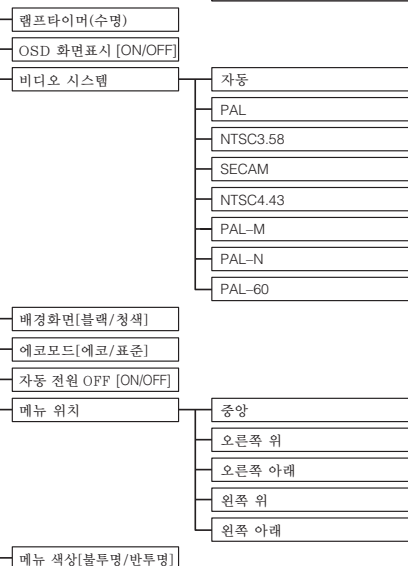 램프타이머(수명)
OSD 화면표시 [ON/OFF]
비디오 시스템
자동
PAL
NTSC3.58
SECAM
NTSC4.43
PAL–M
PAL–N
PAL–60
배경화면[블랙/청색]
에코모드[에코/표준]
자동 전원 OFF [ON/OFF]
메뉴 위치
중앙
오른쪽 위
오른쪽 아래
왼쪽 위
왼쪽 아래
메뉴 색상[불투명/반투명]